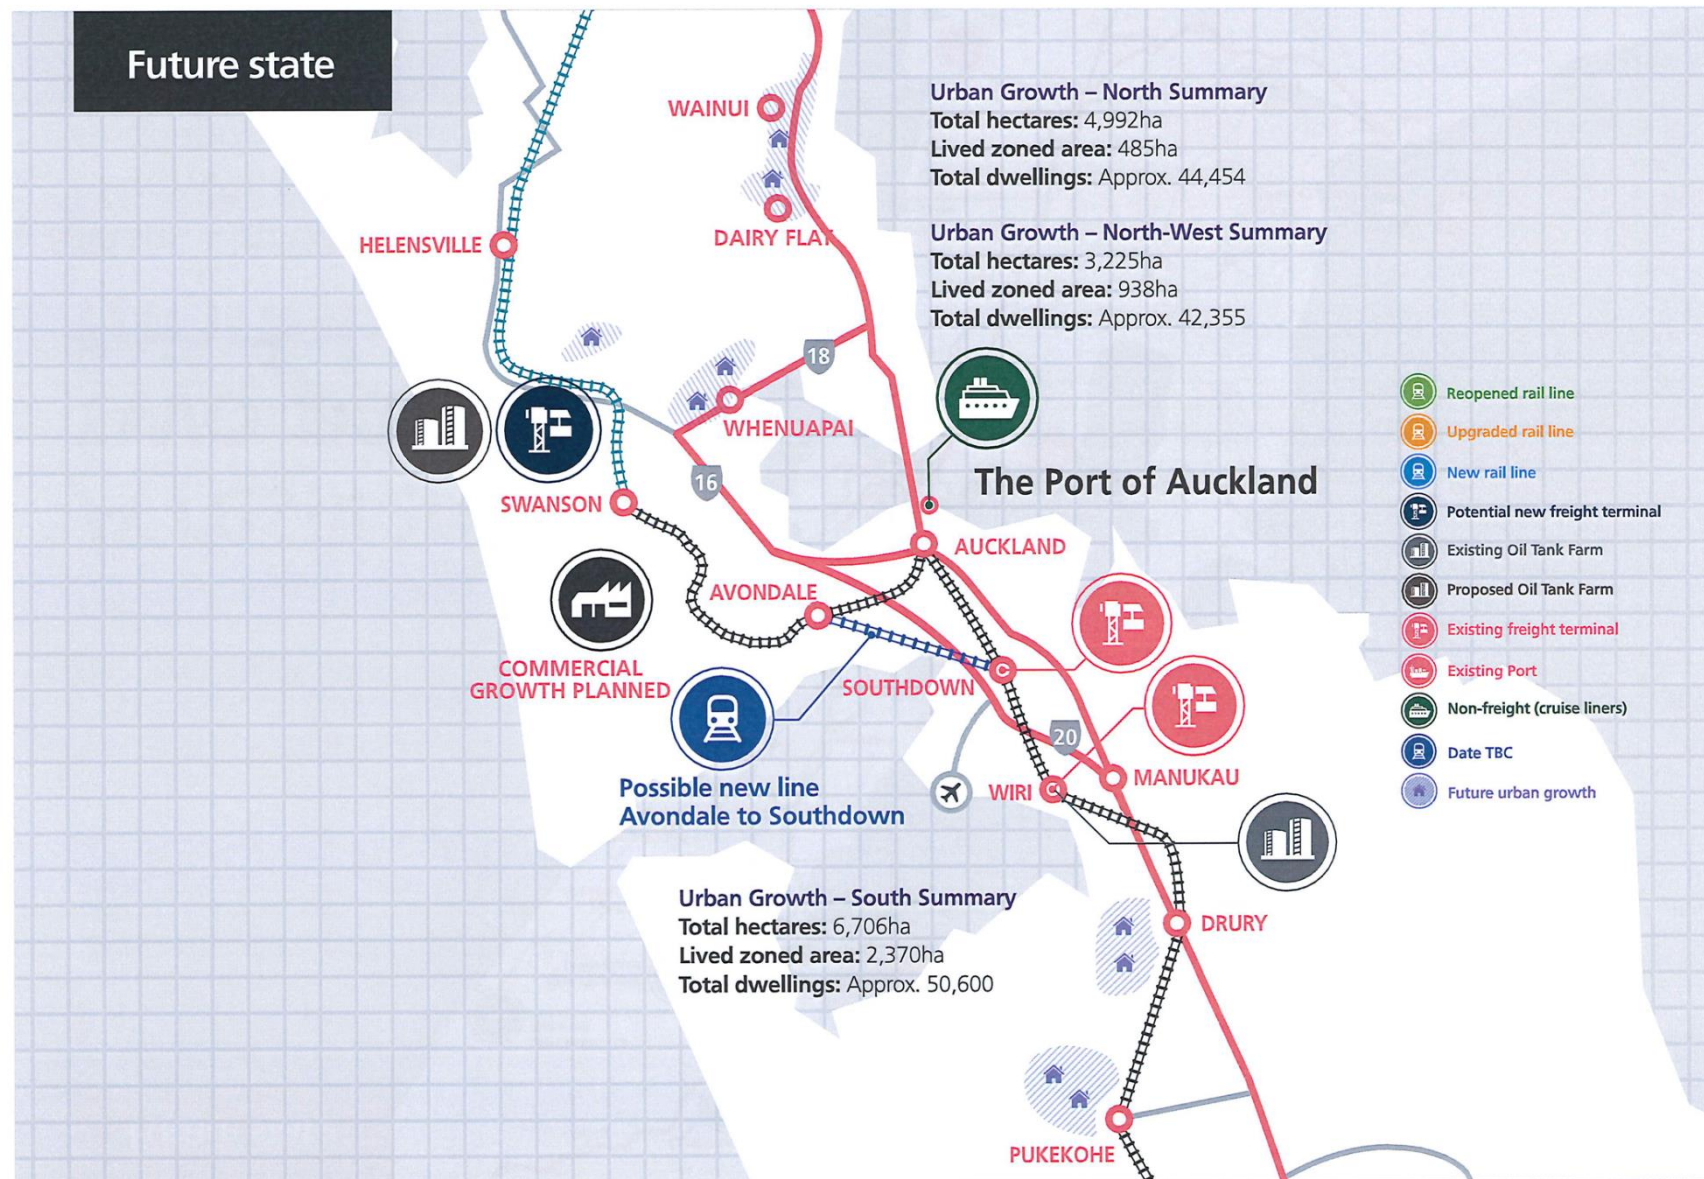 Future state
WAINUI
DAIRY FLAT
HELENSVILLE
Urban Growth – North Summary
Total hectares: 4,992ha
Lived zoned area: 485ha
Total dwellings: Approx. 44,454
Urban Growth – North-West Summary
Total hectares: 3,225ha
Lived zoned area: 938ha
Total dwellings: Approx. 42,355
18
WHENUAPAI
16
SWANSON
The Port of Auckland
AUCKLAND
AVONDALE
COMMERCIAL
GROWTH PLANNED
SOUTHDOWN
C
20
MANUKAU
WIRI
C
Possible new line
Avondale to Southdown
Urban Growth – South Summary
Total hectares: 6,706ha
Lived zoned area: 2,370ha
Total dwellings: Approx. 50,600
DRURY
PUKEKOHE
Reopened rail line
Upgraded rail line
New rail line
Potential new freight terminal
Existing Oil Tank Farm
Proposed Oil Tank Farm
Existing freight terminal
Existing Port
Non-freight (cruise liners)
Date TBC
Future urban growth